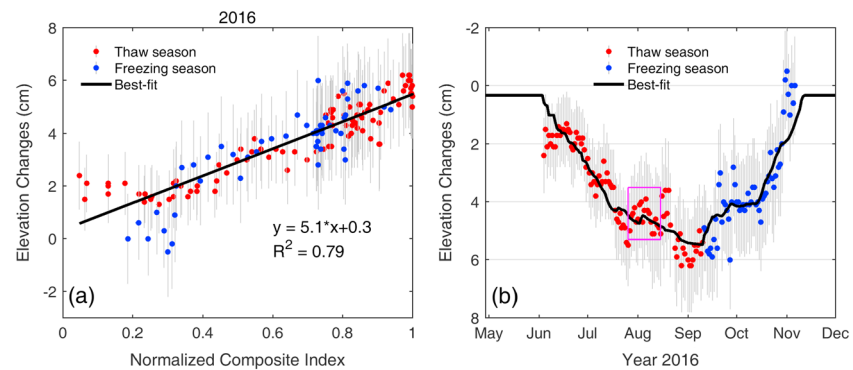 2016
Elevation Changes (cm)
8
6
4
2
0
-2
Thaw season
Freezing season
Best-fit
y = 5.1*x+0.3
R² = 0.79
(a)
0
0.2
0.4
0.6
0.8
1
Normalized Composite Index
Elevation Changes (cm)
-2
0
2
4
6
8
Thaw season
Freezing season
Best-fit
(b)
May
Jun
Jul
Aug
Sep
Oct
Nov
Dec
Year 2016